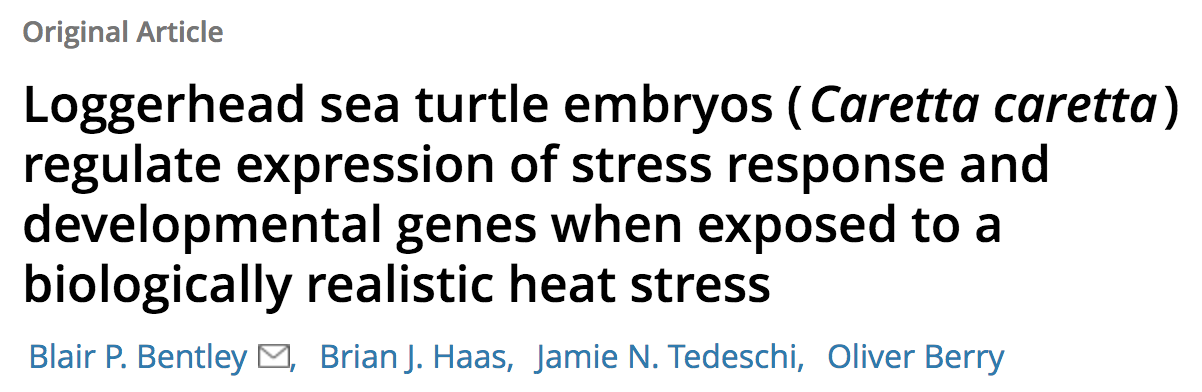 Original Article
Loggerhead sea turtle embryos (Caretta caretta)
regulate expression of stress response and
developmental genes when exposed to a
biologically realistic heat stress
Blair P. Bentley, Brian J. Haas, Jamie N. Tedeschi, Oliver Berry